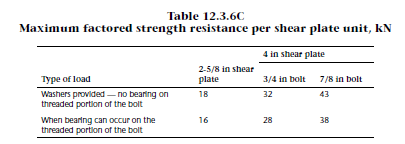 Table 12.3.6C
Maximum factored strength resistance per shear plate unit, kN
4 in shear plate
2-5/8 in shear
Type of load plate 3/4 in bolt 7/8 in bolt
Washers provided — no bearing on 18 32 43
threaded portion of the bolt
When bearing can occur on the 16 28 38
threaded portion of the bolt